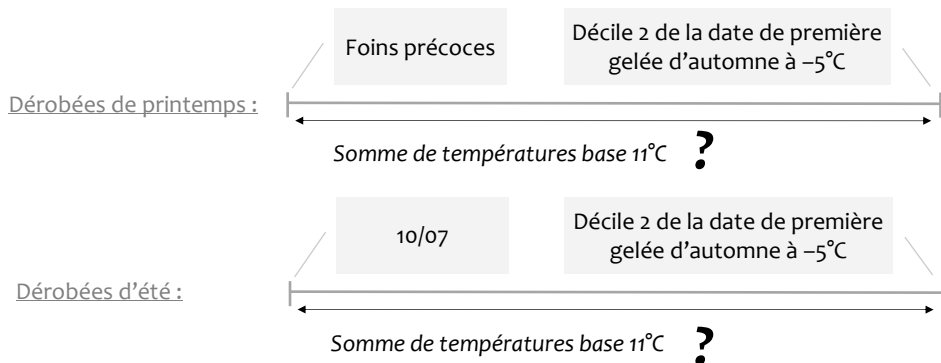 Foins précoces
Décile 2 de la date de première
gelée d’automne à –5°C
Dérobées de printemps :
Somme de températures base 11°C ?
10/07
Décile 2 de la date de première
gelée d’automne à –5°C
Dérobées d’été :
Somme de températures base 11°C ?